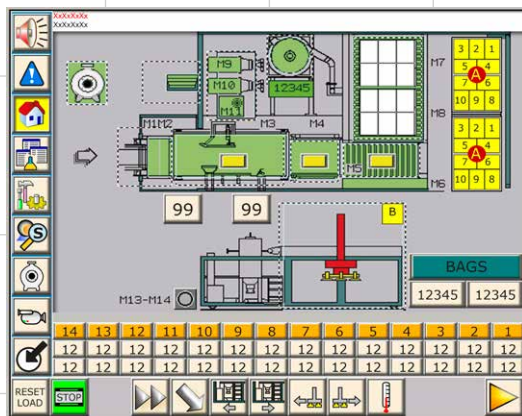 XxXxXxXx
XxXxXxXx
M9
M10
M11
12345
M7
M8
M1M2
M3
M4
M5
M6
3 2 1
5 4
A
7 6
10 9 8
3 2 1
5 4
A
7 6
10 9 8
99
99
B
M13-M14
BAGS
12345
12345
14 13 12 11 10 9 8 7 6 5 4 3 2 1
12 12 12 12 12 12 12 12 12 12 12 12 12 12
12 12 12 12 12 12 12 12 12 12 12 12 12 12
S
RESET
LOAD
STOP